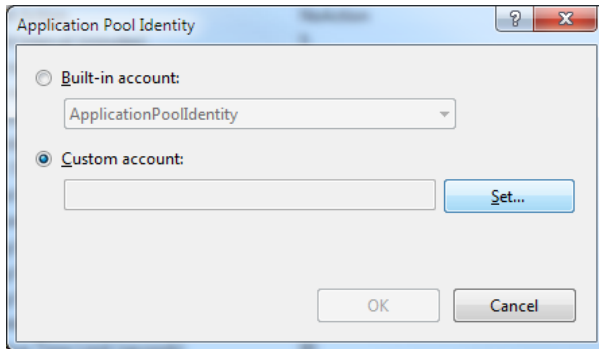 Application Pool Identity
Built-in account:
ApplicationPoolIdentity
Custom account:
Set...
OK
Cancel